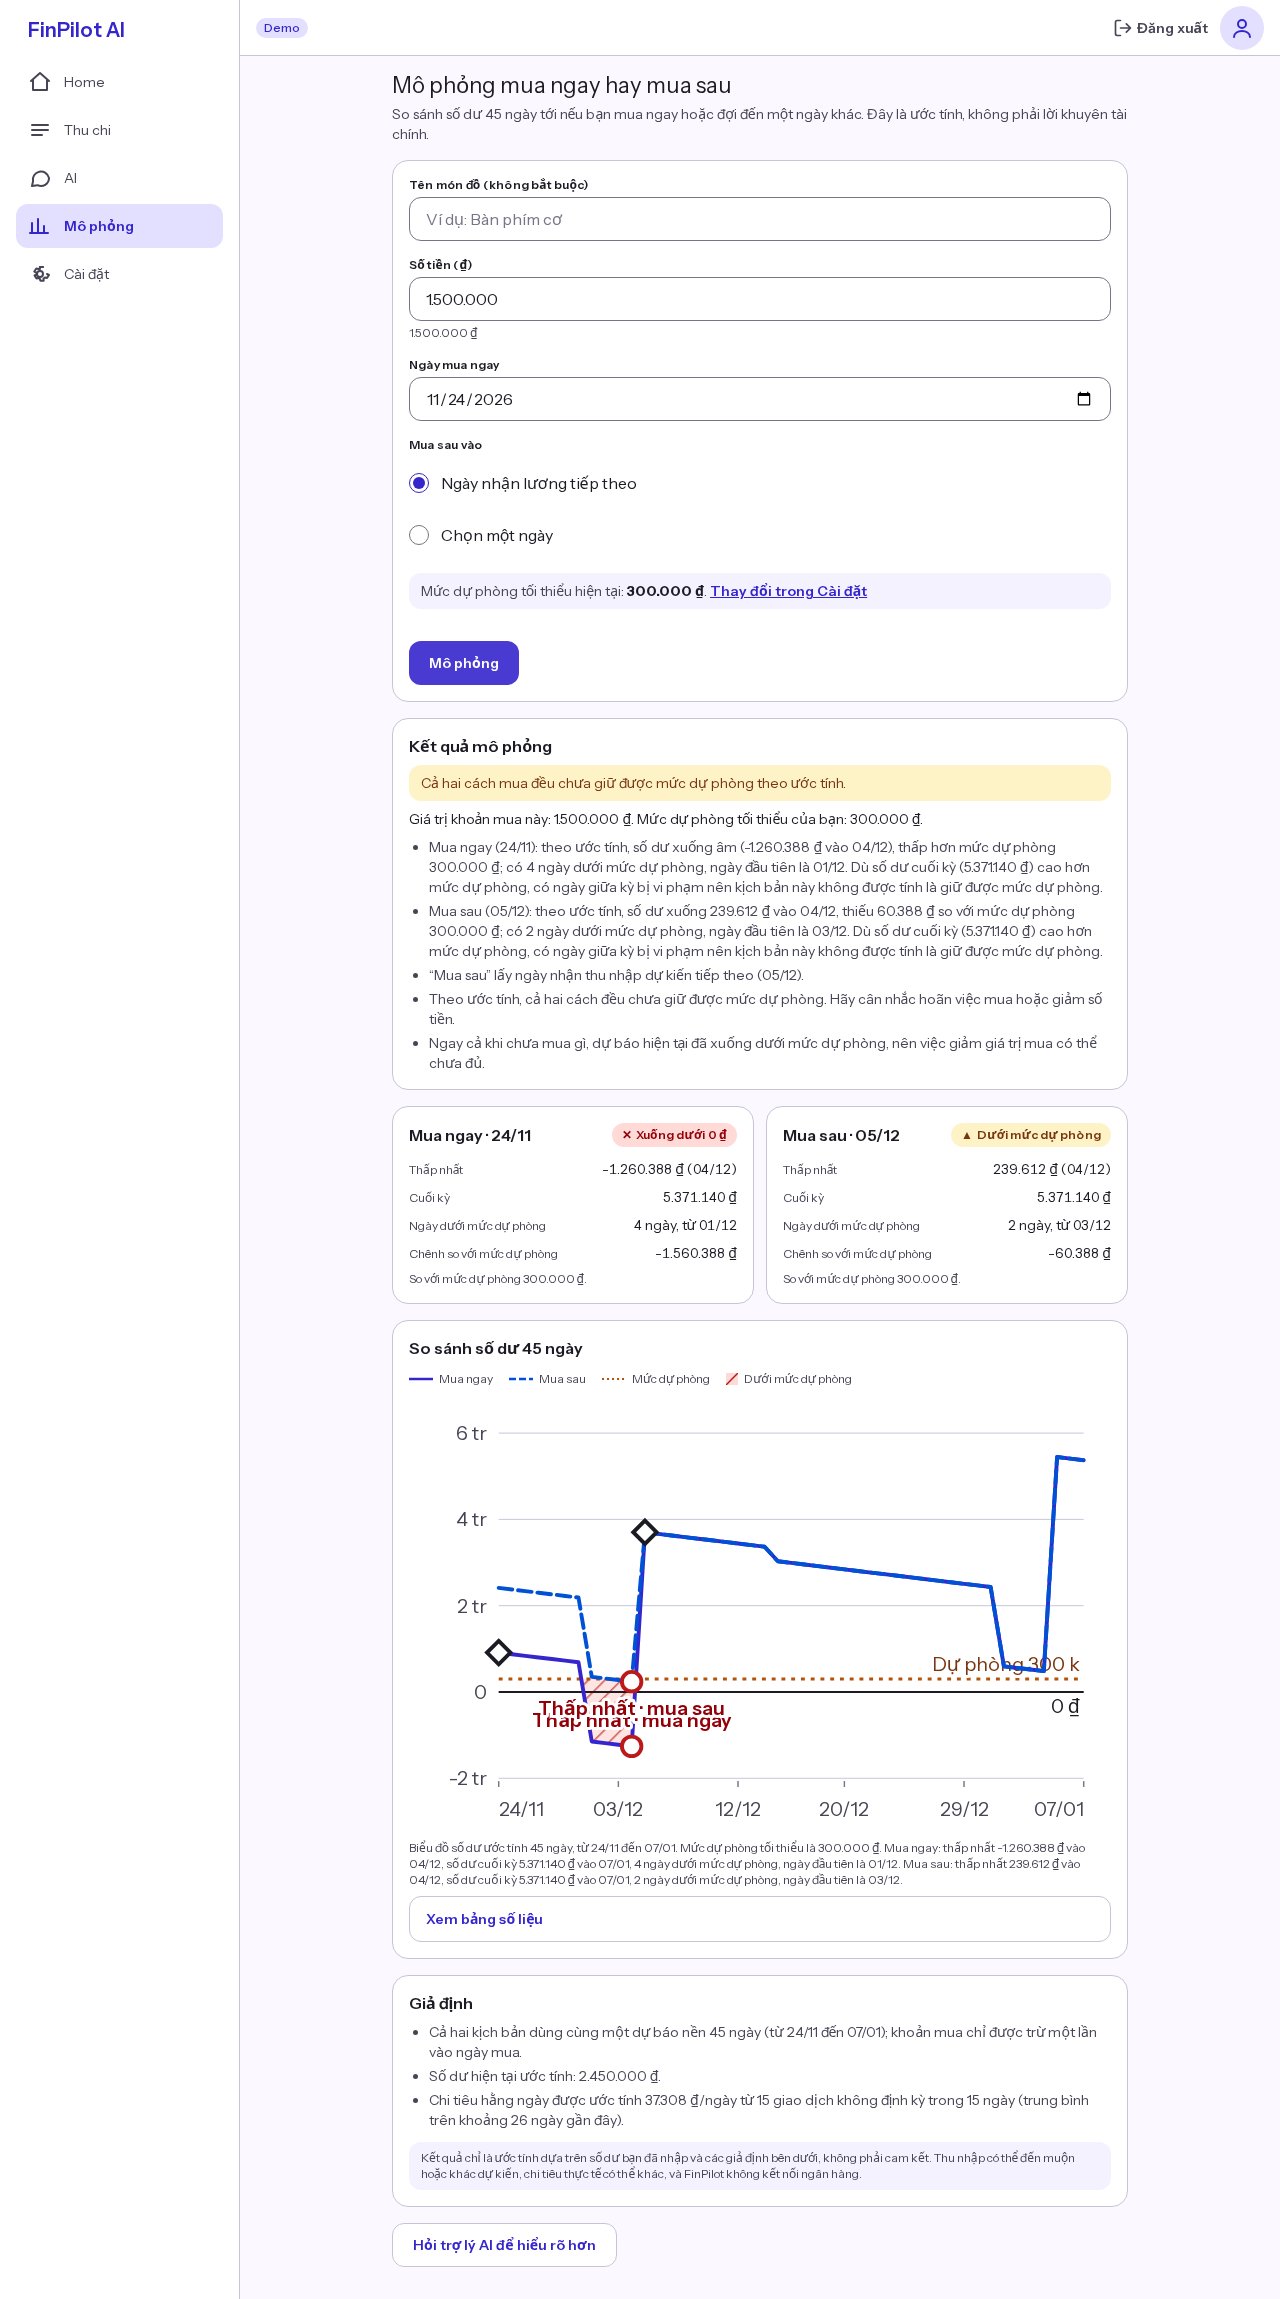 FinPilot AI
Home
Thu chi
AI
Mô phỏng
Cài đặt
Demo
Đăng xuất
Mô phỏng mua ngay hay mua sau
So sánh số dư 45 ngày tới nếu bạn mua ngay hoặc đợi đến một ngày khác. Đây là ước tính, không phải lời khuyên tài
chính.
Tên món đồ (không bắt buộc)
Ví dụ: Bàn phím cơ
Số tiền (₫)
1.500.000
1.500.000 ₫
Ngày mua ngay
11/24/2026
Mua sau vào
Ngày nhận lương tiếp theo
Chọn một ngày
Mức dự phòng tối thiểu hiện tại: 300.000 ₫. Thay đổi trong Cài đặt
Mô phỏng
Kết quả mô phỏng
Cả hai cách mua đều chưa giữ được mức dự phòng theo ước tính.
Giá trị khoản mua này: 1.500.000 ₫. Mức dự phòng tối thiểu của bạn: 300.000 ₫.
• Mua ngay (24/11): theo ước tính, số dư xuống âm (-1.260.388 ₫ vào 04/12), thấp hơn mức dự phòng
300.000 ₫; có 4 ngày dưới mức dự phòng, ngày đầu tiên là 01/12. Dù số dư cuối kỳ (5.371.140 ₫) cao hơn
mức dự phòng, có ngày giữa kỳ bị vi phạm nên kịch bản này không được tính là giữ được mức dự phòng.
• Mua sau (05/12): theo ước tính, số dư xuống 239.612 ₫ vào 04/12, thiếu 60.388 ₫ so với mức dự phòng
300.000 ₫; có 2 ngày dưới mức dự phòng, ngày đầu tiên là 03/12. Dù số dư cuối kỳ (5.371.140 ₫) cao hơn
mức dự phòng, có ngày giữa kỳ bị vi phạm nên kịch bản này không được tính là giữ được mức dự phòng.
• “Mua sau” lấy ngày nhận thu nhập dự kiến tiếp theo (05/12).
• Theo ước tính, cả hai cách đều chưa giữ được mức dự phòng. Hãy cân nhắc hoãn việc mua hoặc giảm số
tiền.
• Ngay cả khi chưa mua gì, dự báo hiện tại đã xuống dưới mức dự phòng, nên việc giảm giá trị mua có thể
chưa đủ.
Mua ngay · 24/11
✕ Xuống dưới 0 ₫
Thấp nhất -1.260.388 ₫ (04/12)
Cuối kỳ 5.371.140 ₫
Ngày dưới mức dự phòng 4 ngày, từ 01/12
Chênh so với mức dự phòng -1.560.388 ₫
So với mức dự phòng 300.000 ₫.
Mua sau · 05/12
▲ Dưới mức dự phòng
Thấp nhất 239.612 ₫ (04/12)
Cuối kỳ 5.371.140 ₫
Ngày dưới mức dự phòng 2 ngày, từ 03/12
Chênh so với mức dự phòng -60.388 ₫
So với mức dự phòng 300.000 ₫.
So sánh số dư 45 ngày
Mua ngay Mua sau Mức dự phòng Dưới mức dự phòng
6 tr
4 tr
2 tr
Dự phòng 300 k
0
0 ₫
Thấp nhất · mua sau
Thấp nhất · mua ngay
-2 tr
24/11 03/12 12/12 20/12 29/12 07/01
Biểu đồ số dư ước tính 45 ngày, từ 24/11 đến 07/01. Mức dự phòng tối thiểu là 300.000 ₫. Mua ngay: thấp nhất -1.260.388 ₫ vào
04/12, số dư cuối kỳ 5.371.140 ₫ vào 07/01, 4 ngày dưới mức dự phòng, ngày đầu tiên là 01/12. Mua sau: thấp nhất 239.612 ₫ vào
04/12, số dư cuối kỳ 5.371.140 ₫ vào 07/01, 2 ngày dưới mức dự phòng, ngày đầu tiên là 03/12.
Xem bảng số liệu
Giả định
• Cả hai kịch bản dùng cùng một dự báo nền 45 ngày (từ 24/11 đến 07/01); khoản mua chỉ được trừ một lần
vào ngày mua.
• Số dư hiện tại ước tính: 2.450.000 ₫.
• Chi tiêu hằng ngày được ước tính 37.308 ₫/ngày từ 15 giao dịch không định kỳ trong 15 ngày (trung bình
trên khoảng 26 ngày gần đây).
Kết quả chỉ là ước tính dựa trên số dư bạn đã nhập và các giả định bên dưới, không phải cam kết. Thu nhập có thể đến muộn
hoặc khác dự kiến, chi tiêu thực tế có thể khác, và FinPilot không kết nối ngân hàng.
Hỏi trợ lý AI để hiểu rõ hơn